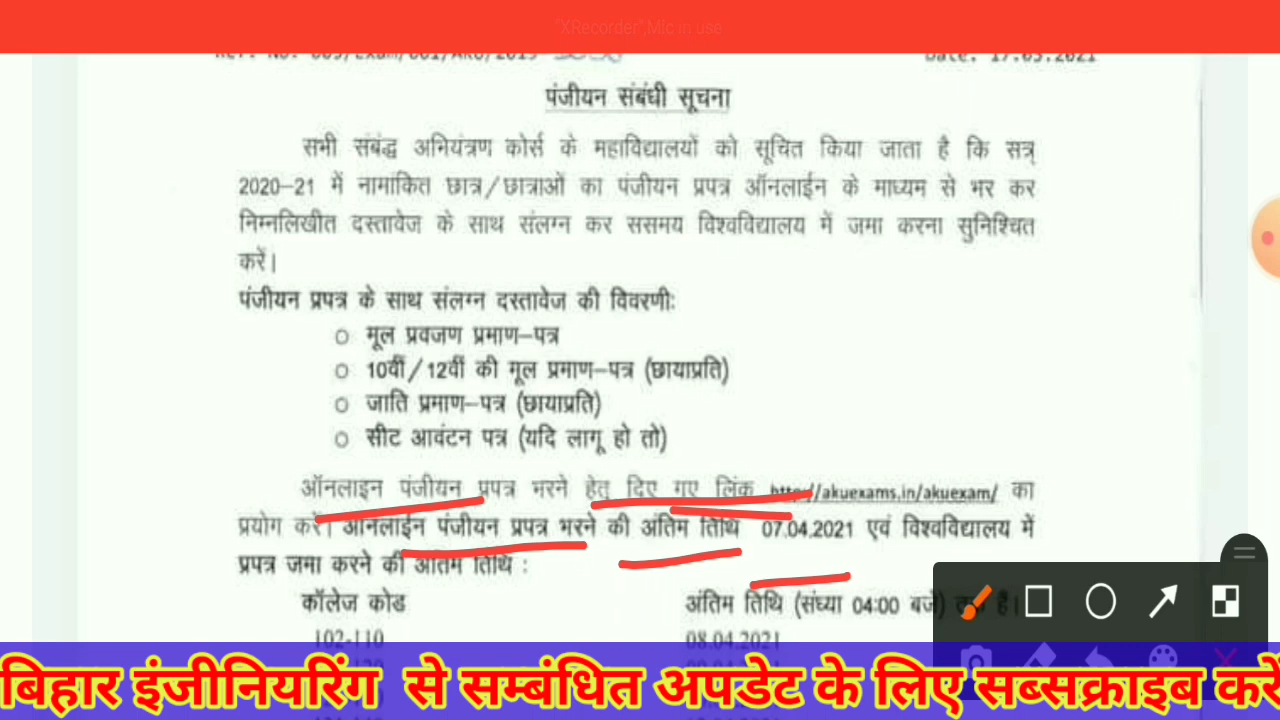 "XRecorder",Mic in use
Date: 17.03.2021
पंजीयन संबंधी सूचना
सभी संबंद्ध अभियंत्रण कोर्स के महाविद्यालयों को सूचित किया जाता है कि सत्र्
2020–21 में नामांकित छात्र/छात्राओं का पंजीयन प्रपत्र ऑनलाईन के माध्यम से भर कर
निम्नलिखीत दस्तावेज के साथ संलग्न कर ससमय विश्वविद्यालय में जमा करना सुनिश्चित
करें।
पंजीयन प्रपत्र के साथ संलग्न दस्तावेज की विवरणीः
o मूल प्रवजण प्रमाण–पत्र
o 10वीं/12वीं की मूल प्रमाण–पत्र (छायाप्रति)
o जाति प्रमाण–पत्र (छायाप्रति)
o सीट आवंटन पत्र (यदि लागू हो तो)
ऑनलाइन पंजीयन प्रपत्र भरने हेतु दिए गए लिंक http://akuexams.in/akuexam/ का
प्रयोग करें। ऑनलाईन पंजीयन प्रपत्र भरने की अंतिम तिथि 07.04.2021 एवं विश्वविद्यालय में
प्रपत्र जमा करने की अंतिम तिथि :
कॉलेज कोड अंतिम तिथि (संध्या 04:00 बजे) तक है।
102-110 08.04.2021
बिहार इंजीनियरिंग से सम्बंधित अपडेट के लिए सब्सक्राइब करें